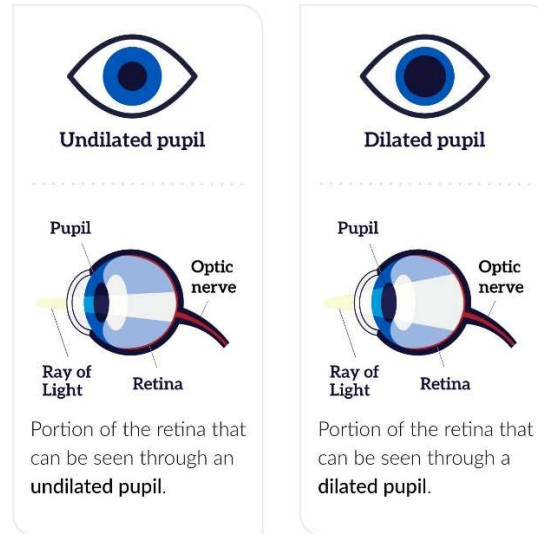 Undilated pupil
Pupil
Optic
nerve
Ray of
Light
Retina
Portion of the retina that
can be seen through an
undilated pupil.
Dilated pupil
Pupil
Optic
nerve
Ray of
Light
Retina
Portion of the retina that
can be seen through a
dilated pupil.